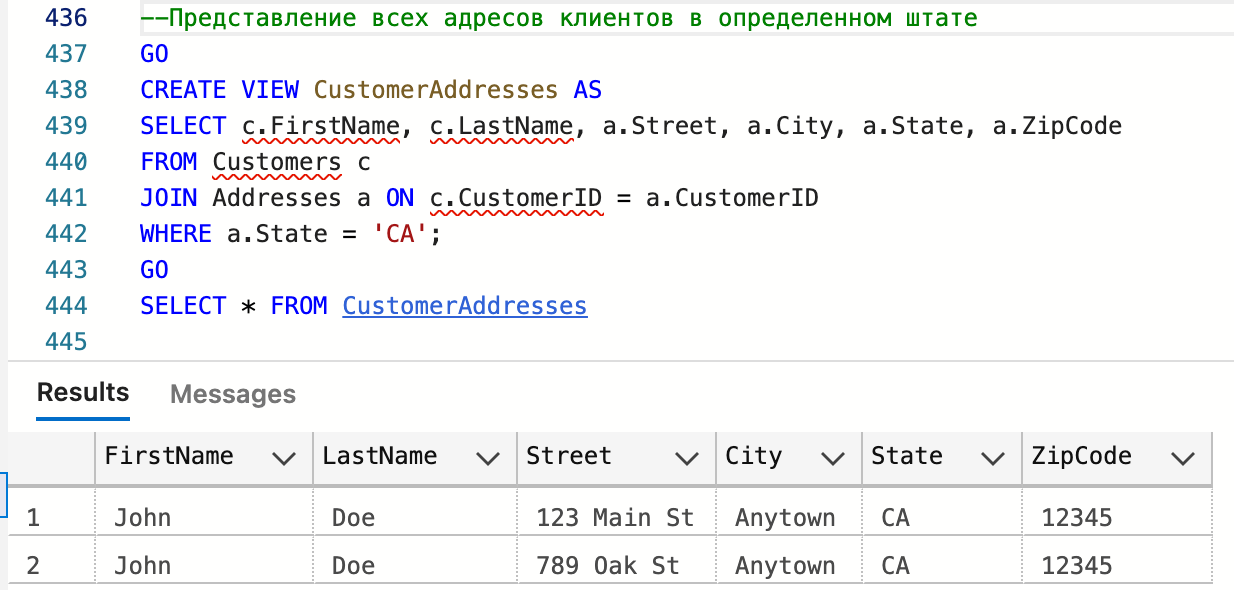 436 --Представление всех адресов клиентов в определенном штате
437 GO
438 CREATE VIEW CustomerAddresses AS
439 SELECT c.FirstName, c.LastName, a.Street, a.City, a.State, a.ZipCode
440 FROM Customers c
441 JOIN Addresses a ON c.CustomerID = a.CustomerID
442 WHERE a.State = 'CA';
443 GO
444 SELECT * FROM CustomerAddresses
445
Results Messages
FirstName LastName Street City State ZipCode
1 John Doe 123 Main St Anytown CA 12345
2 John Doe 789 Oak St Anytown CA 12345